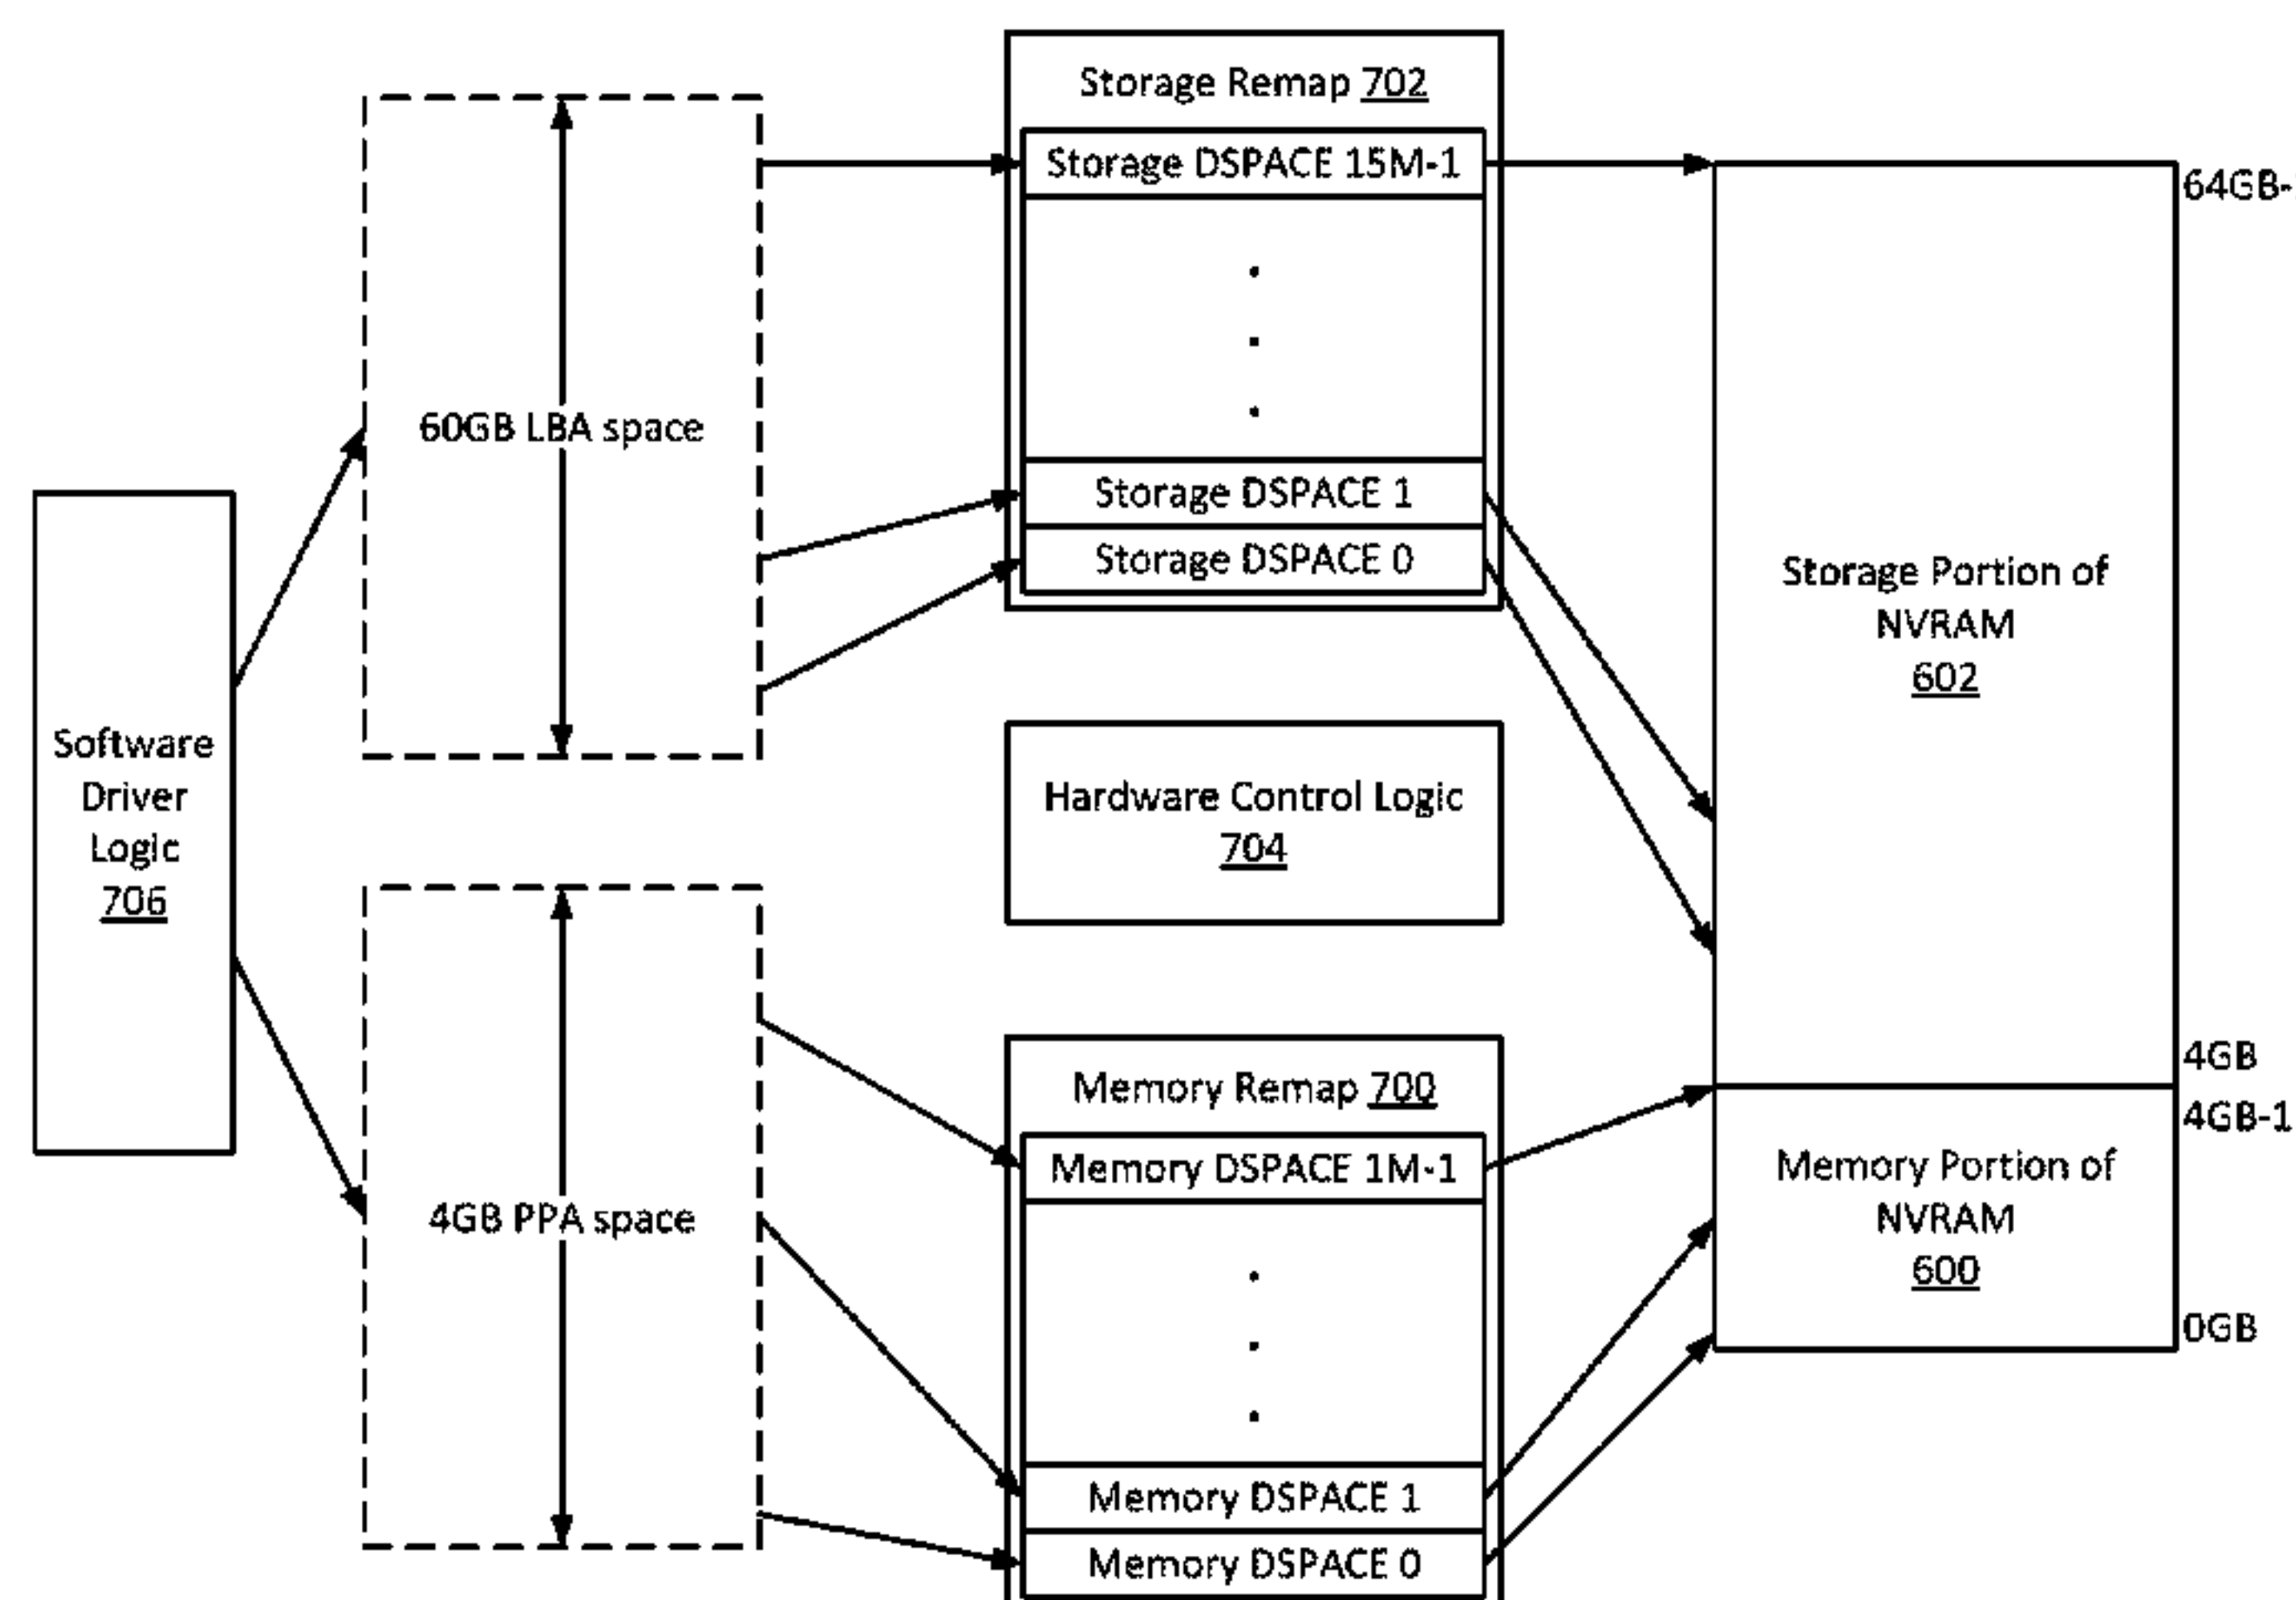 Storage Remap 702
Storage DSPACE 15M-1
Storage DSPACE 1
Storage DSPACE 0
60GB LBA space
Software
Driver
Logic
706
Hardware Control Logic
704
4GB PPA space
Memory Remap 700
Memory DSPACE 1M-1
Memory DSPACE 1
Memory DSPACE 0
64GB-
Storage Portion of
NVRAM
602
4GB
4GB-1
Memory Portion of
NVRAM
600
0GB